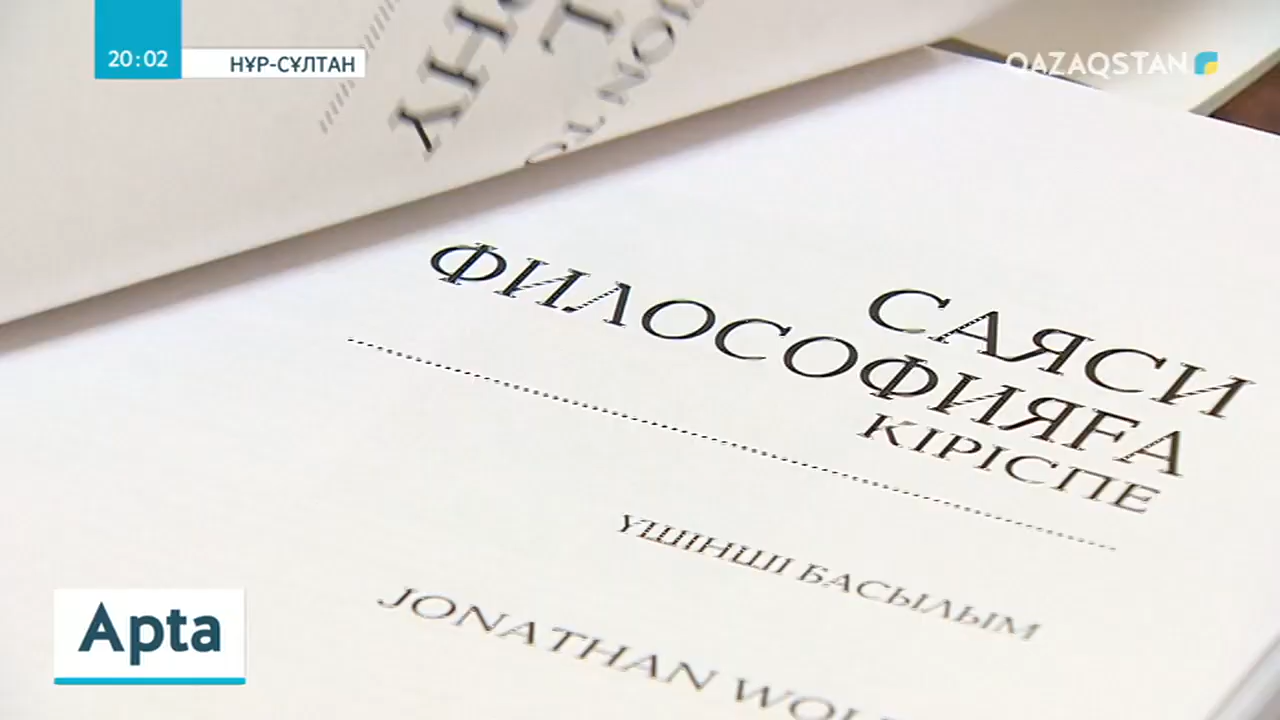 20:02
НҰР-СҰЛТАН
QAZAQSTAN
САЯСИ
ФИЛОСОФИЯҒА
КІРІСПЕ
ҮШІНШІ БАСЫЛЫМ
JONATHAN
Apta